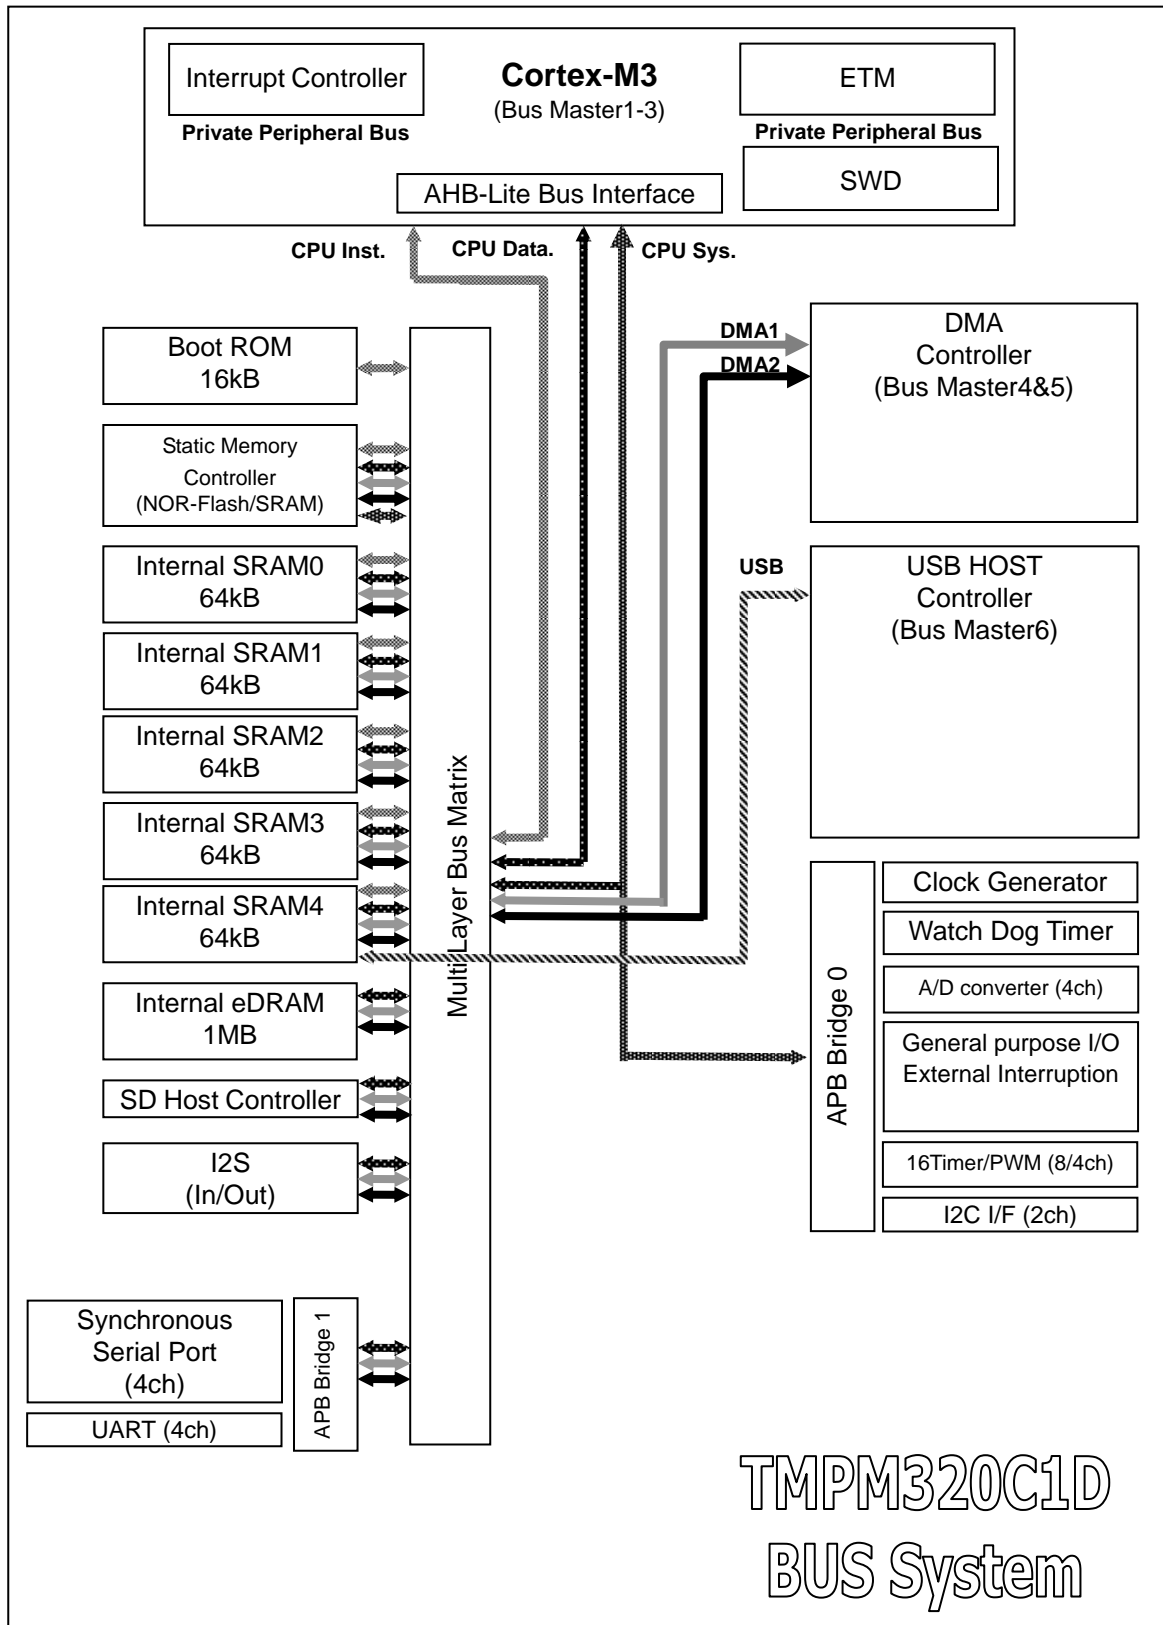 Interrupt Controller
Private Peripheral Bus
Cortex-M3
(Bus Master1-3)
ETM
Private Peripheral Bus
SWD
AHB-Lite Bus Interface
CPU Inst.
CPU Data.
CPU Sys.
Boot ROM
16kB
Static Memory
Controller
(NOR-Flash/SRAM)
Internal SRAM0
64kB
Internal SRAM1
64kB
Internal SRAM2
64kB
Internal SRAM3
64kB
Internal SRAM4
64kB
Internal eDRAM
1MB
SD Host Controller
I2S
(In/Out)
Synchronous
Serial Port
(4ch)
UART (4ch)
APB Bridge 1
Multi Layer Bus Matrix
DMA1
DMA2
DMA
Controller
(Bus Master4&5)
USB
USB HOST
Controller
(Bus Master6)
APB Bridge 0
Clock Generator
Watch Dog Timer
A/D converter (4ch)
General purpose I/O
External Interruption
16Timer/PWM (8/4ch)
I2C I/F (2ch)
TMPM320C1D
BUS System